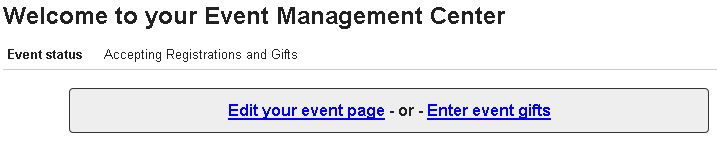 Welcome to your Event Management Center
Event status Accepting Registrations and Gifts
Edit your event page - or - Enter event gifts